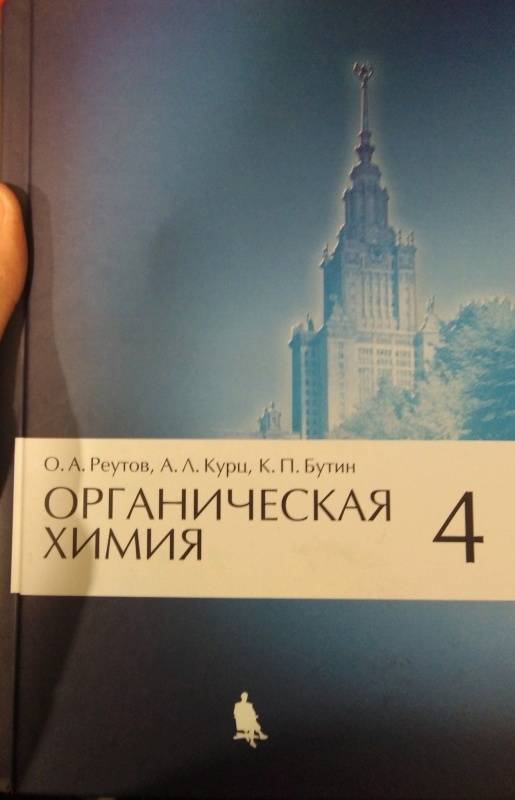 О. А. Реутов, А. Л. Курц, К. П. Бутин
ОРГАНИЧЕСКАЯ
ХИМИЯ
4